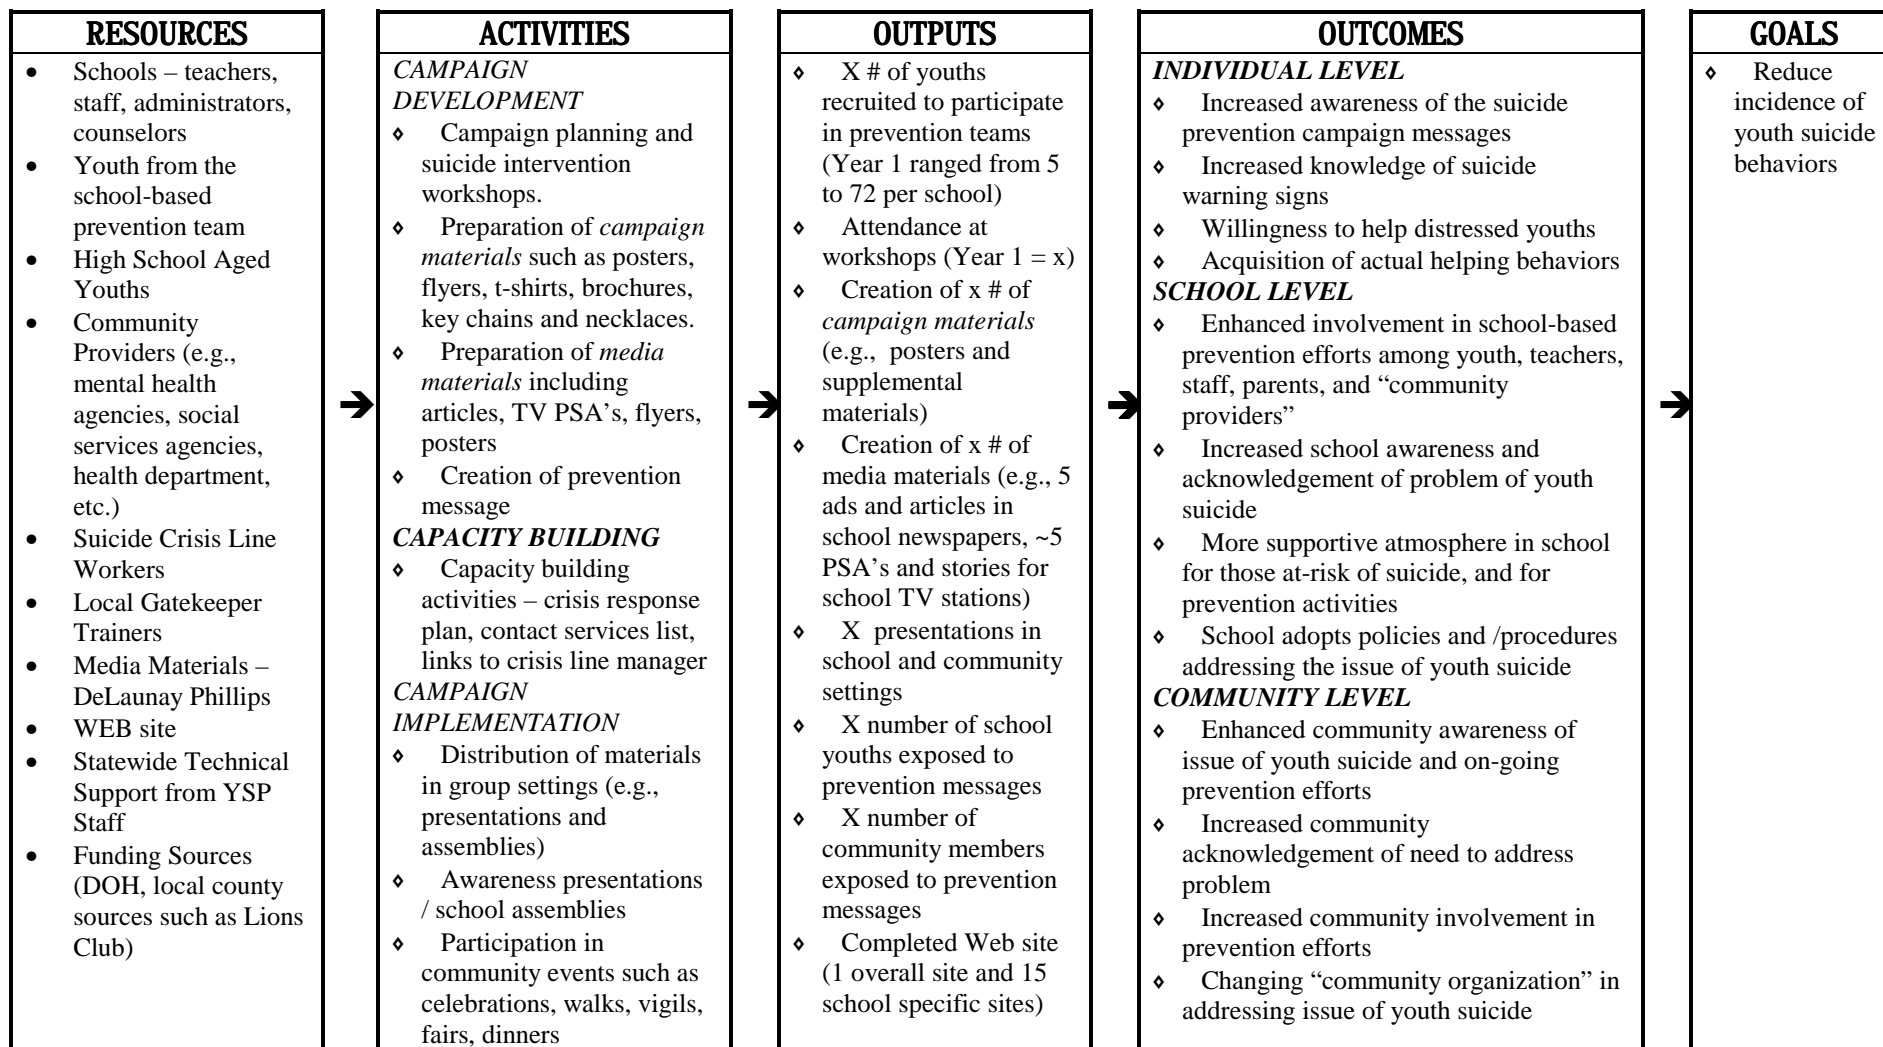 RESOURCES
• Schools – teachers,
staff, administrators,
counselors
• Youth from the
school-based
prevention team
• High School Aged
Youths
• Community
Providers (e.g.,
mental health
agencies, social
services agencies,
health department,
etc.)
• Suicide Crisis Line
Workers
• Local Gatekeeper
Trainers
• Media Materials –
DeLaunay Phillips
• WEB site
• Statewide Technical
Support from YSP
Staff
• Funding Sources
(DOH, local county
sources such as Lions
Club)
➔
ACTIVITIES
CAMPAIGN
DEVELOPMENT
◊ Campaign planning and
suicide intervention
workshops.
◊ Preparation of campaign
materials such as posters,
flyers, t-shirts, brochures,
key chains and necklaces.
◊ Preparation of media
materials including
articles, TV PSA’s, flyers,
posters
◊ Creation of prevention
message
CAPACITY BUILDING
◊ Capacity building
activities – crisis response
plan, contact services list,
links to crisis line manager
CAMPAIGN
IMPLEMENTATION
◊ Distribution of materials
in group settings (e.g.,
presentations and
assemblies)
◊ Awareness presentations
/ school assemblies
◊ Participation in
community events such as
celebrations, walks, vigils,
fairs, dinners
➔
OUTPUTS
◊ X # of youths
recruited to participate
in prevention teams
(Year 1 ranged from 5
to 72 per school)
◊ Attendance at
workshops (Year 1 = x)
◊ Creation of x # of
campaign materials
(e.g., posters and
supplemental
materials)
◊ Creation of x # of
media materials (e.g., 5
ads and articles in
school newspapers, ~5
PSA’s and stories for
school TV stations)
◊ X presentations in
school and community
settings
◊ X number of school
youths exposed to
prevention messages
◊ X number of
community members
exposed to prevention
messages
◊ Completed Web site
(1 overall site and 15
school specific sites)
➔
OUTCOMES
INDIVIDUAL LEVEL
◊ Increased awareness of the suicide
prevention campaign messages
◊ Increased knowledge of suicide
warning signs
◊ Willingness to help distressed youths
◊ Acquisition of actual helping behaviors
SCHOOL LEVEL
◊ Enhanced involvement in school-based
prevention efforts among youth, teachers,
staff, parents, and “community
providers”
◊ Increased school awareness and
acknowledgement of problem of youth
suicide
◊ More supportive atmosphere in school
for those at-risk of suicide, and for
prevention activities
◊ School adopts policies and /procedures
addressing the issue of youth suicide
COMMUNITY LEVEL
◊ Enhanced community awareness of
issue of youth suicide and on-going
prevention efforts
◊ Increased community
acknowledgement of need to address
problem
◊ Increased community involvement in
prevention efforts
◊ Changing “community organization” in
addressing issue of youth suicide
➔
GOALS
◊ Reduce
incidence of
youth suicide
behaviors